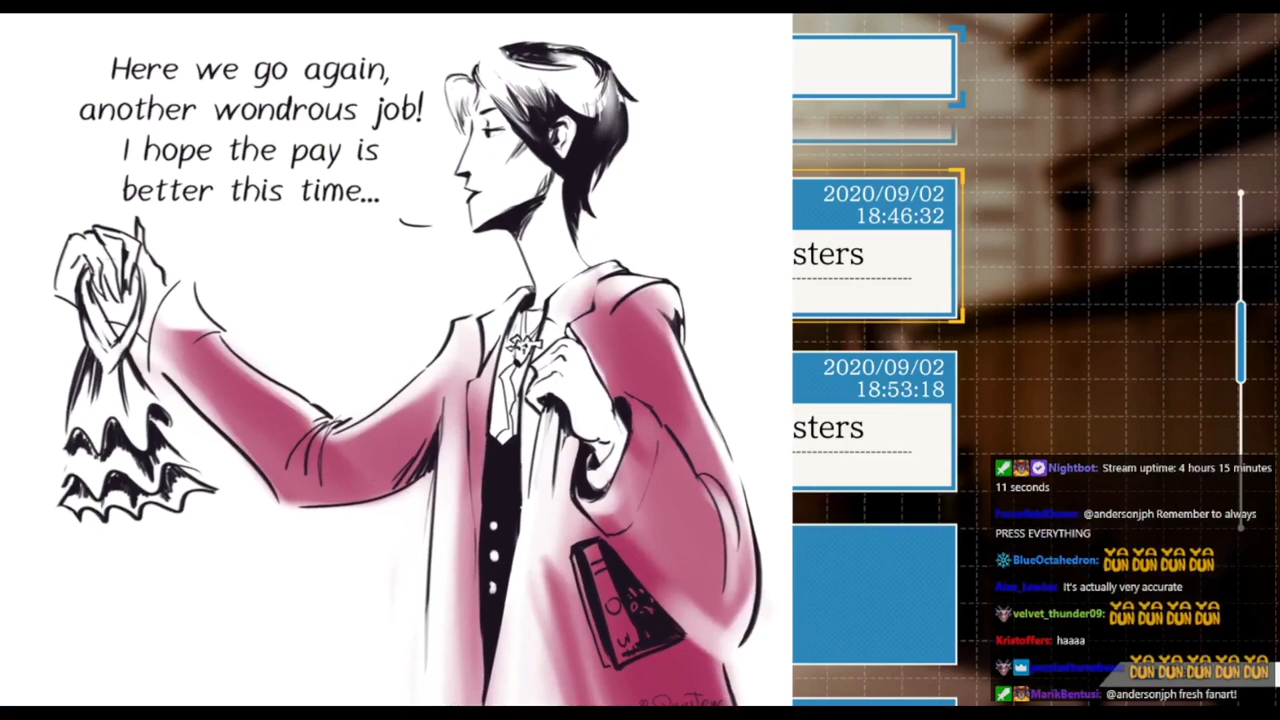 Here we go again,
another wondrous job!
I hope the pay is
better this time...
2020/09/02
18:46:32
sters
2020/09/02
18:53:18
sters
Nightbot: Stream uptime: 4 hours 15 minutes
11 seconds
@andersonjph Remember to always
PRESS EVERYTHING
BlueOctahedron: YA YA YA YA
DUN DUN DUN DUN
It's actually very accurate
velvet_thunder09: YA YA YA YA
DUN DUN DUN DUN
Kristoffers: haaaa
YA YA YA YA YA
DUN DUN DUN DUN DUN
MarikBentusi: @andersonjph fresh fanart!